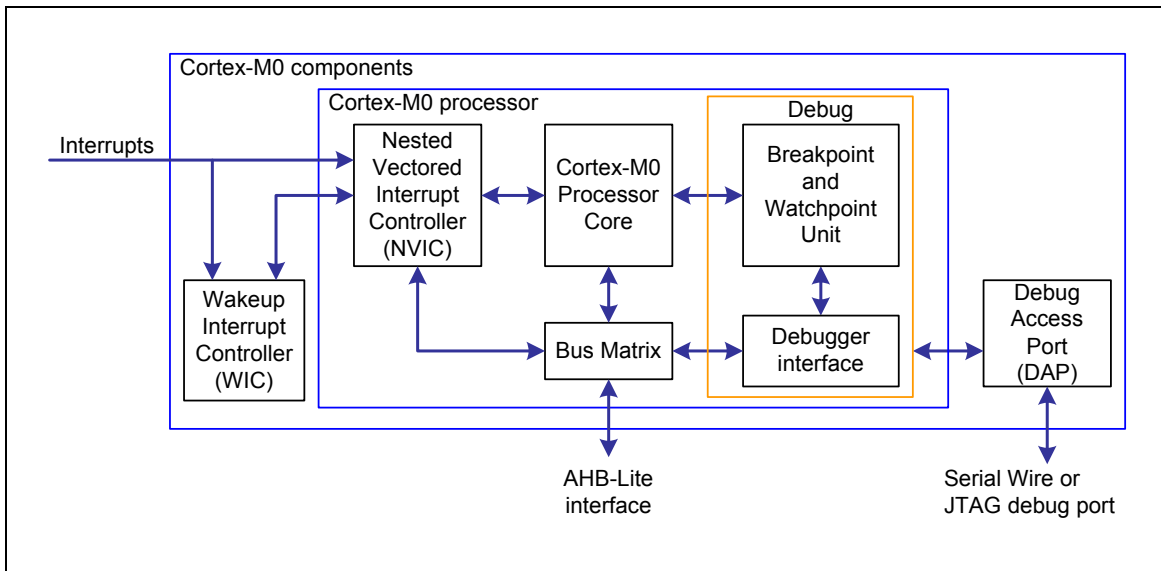 Cortex-M0 components
Cortex-M0 processor
Debug
Interrupts
Nested
Vectored
Interrupt
Controller
(NVIC)
Cortex-M0
Processor
Core
Breakpoint
and
Watchpoint
Unit
Wakeup
Interrupt
Controller
(WIC)
Bus Matrix
Debugger
interface
Debug
Access
Port
(DAP)
AHB-Lite
interface
Serial Wire or
JTAG debug port